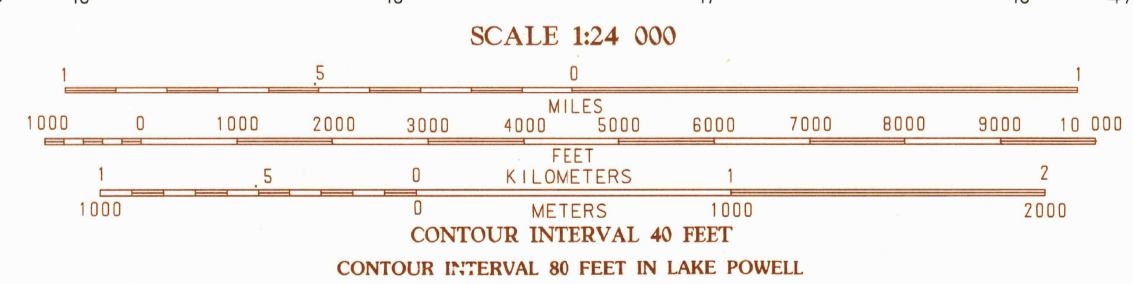 SCALE 1:24 000
1 .5 0 1
MILES
1000 0 1000 2000 3000 4000 5000 6000 7000 8000 9000 10 000
FEET
1 .5 0 KILOMETERS 1 2
1000 0 METERS 1000 2000
CONTOUR INTERVAL 40 FEET
CONTOUR INTERVAL 80 FEET IN LAKE POWELL